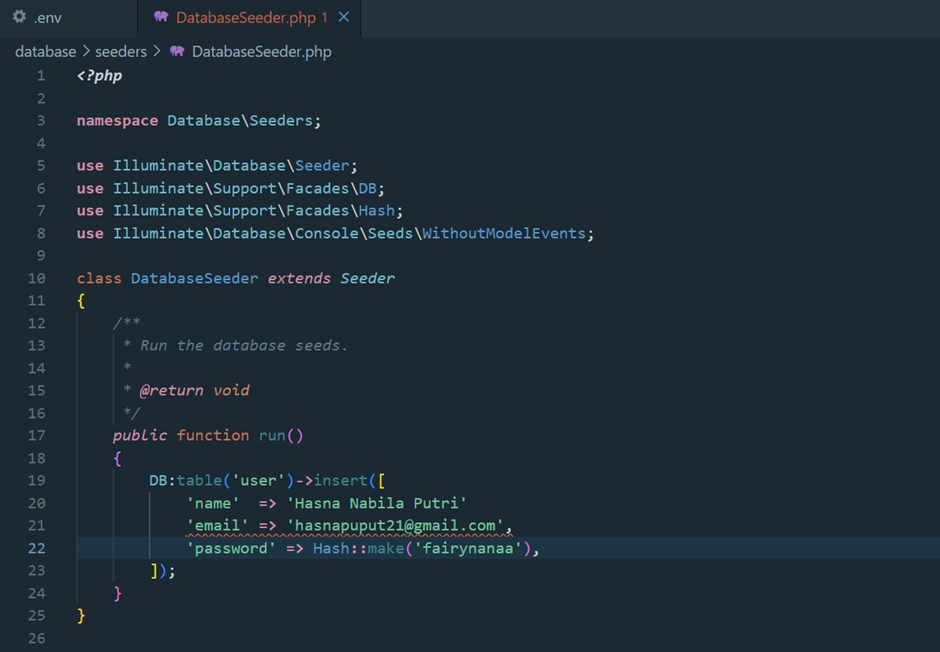 .env DatabaseSeeder.php 1
database > seeders > DatabaseSeeder.php
1 <?php
2
3 namespace Database\Seeders;
4
5 use Illuminate\Database\Seeder;
6 use Illuminate\Support\Facades\DB;
7 use Illuminate\Support\Facades\Hash;
8 use Illuminate\Database\Console\Seeds\WithoutModelEvents;
9
10 class DatabaseSeeder extends Seeder
11 {
12     /**
13      * Run the database seeds.
14      *
15      * @return void
16      */
17     public function run()
18     {
19         DB:table('user')->insert([
20             'name'  => 'Hasna Nabila Putri'
21             'email' => 'hasnapuput21@gmail.com',
22             'password' => Hash::make('fairynanaa'),
23         ]);
24     }
25 }
26